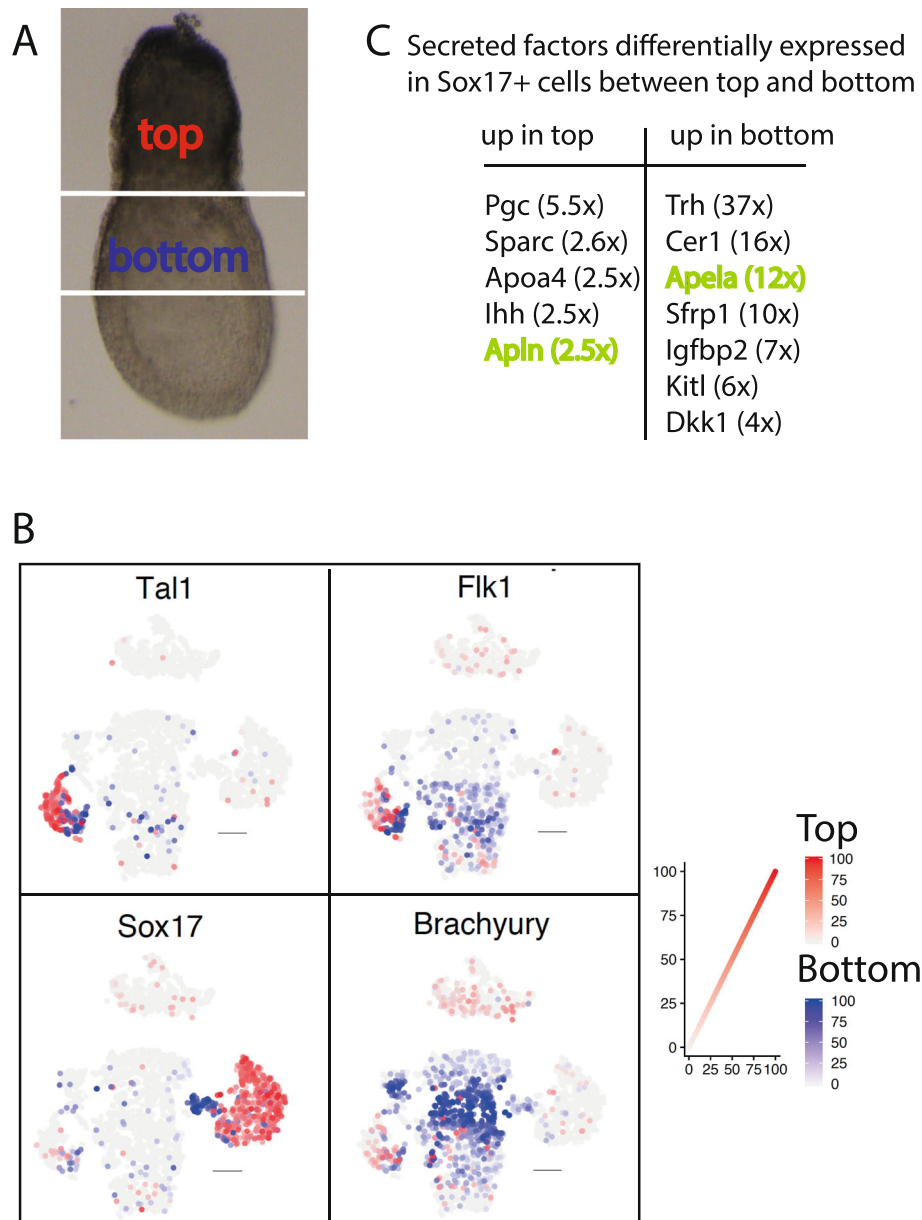 A
top
bottom
C Secreted factors differentially expressed
in Sox17+ cells between top and bottom
up in top up in bottom
Pgc (5.5x) Trh (37x)
Sparc (2.6x) Cer1 (16x)
Apoa4 (2.5x) Apela (12x)
Ihh (2.5x) Sfrp1 (10x)
Apln (2.5x) Igfbp2 (7x)
Kitl (6x)
Dkk1 (4x)
B
Tal1 Flk1
Sox17 Brachyury
100
75
50
25
0
0 25 50 75 100
Top
100
75
50
25
0
Bottom
100
75
50
25
0